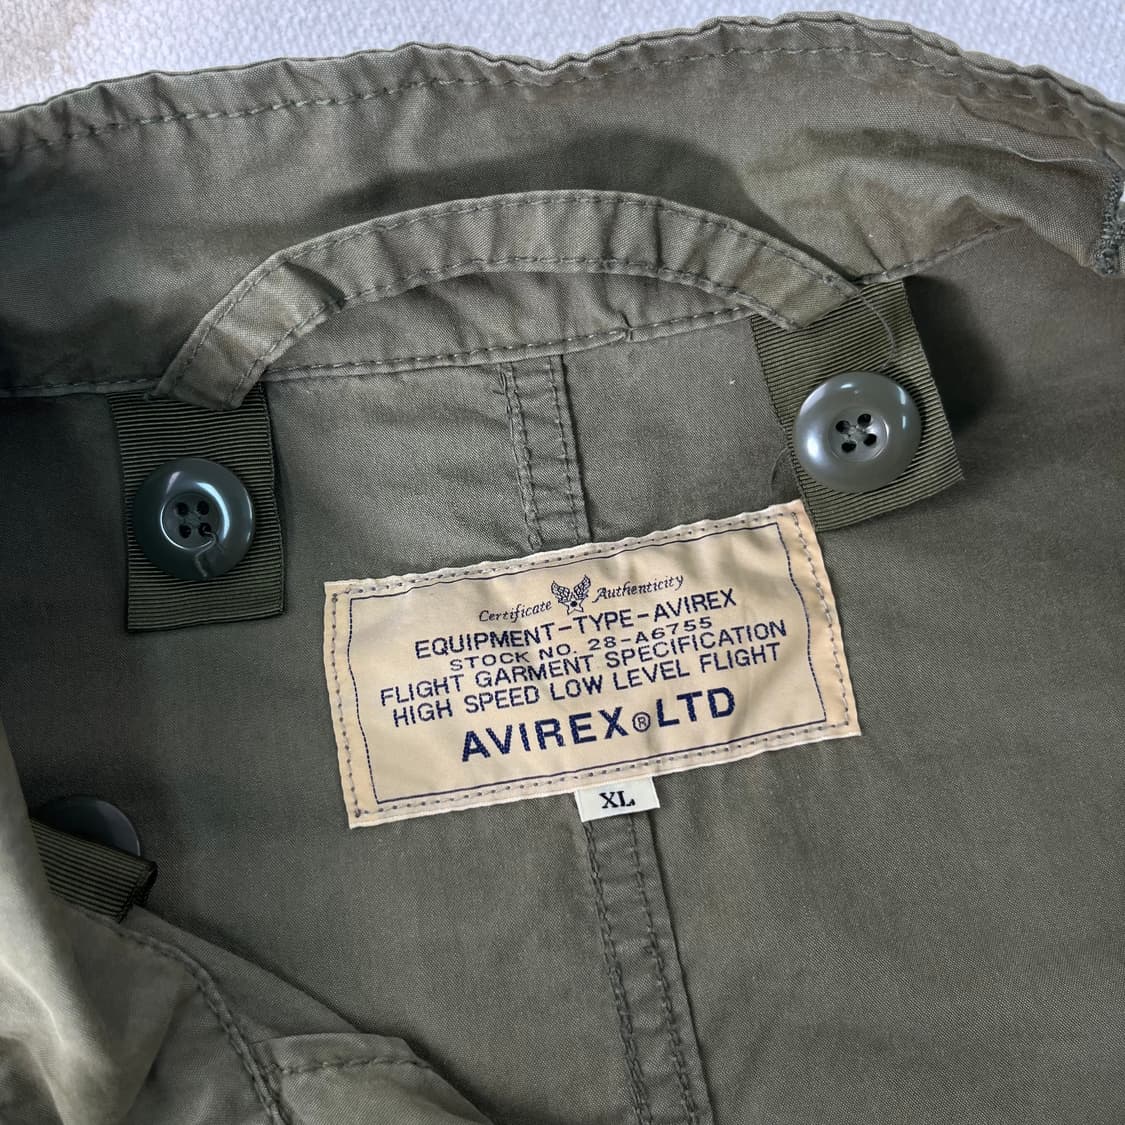 Certificate Authenticity
EQUIPMENT-TYPE-AVIREX
STOCK NO. 28-A6755
FLIGHT GARMENT SPECIFICATION
HIGH SPEED LOW LEVEL FLIGHT
AVIREX®LTD
XL